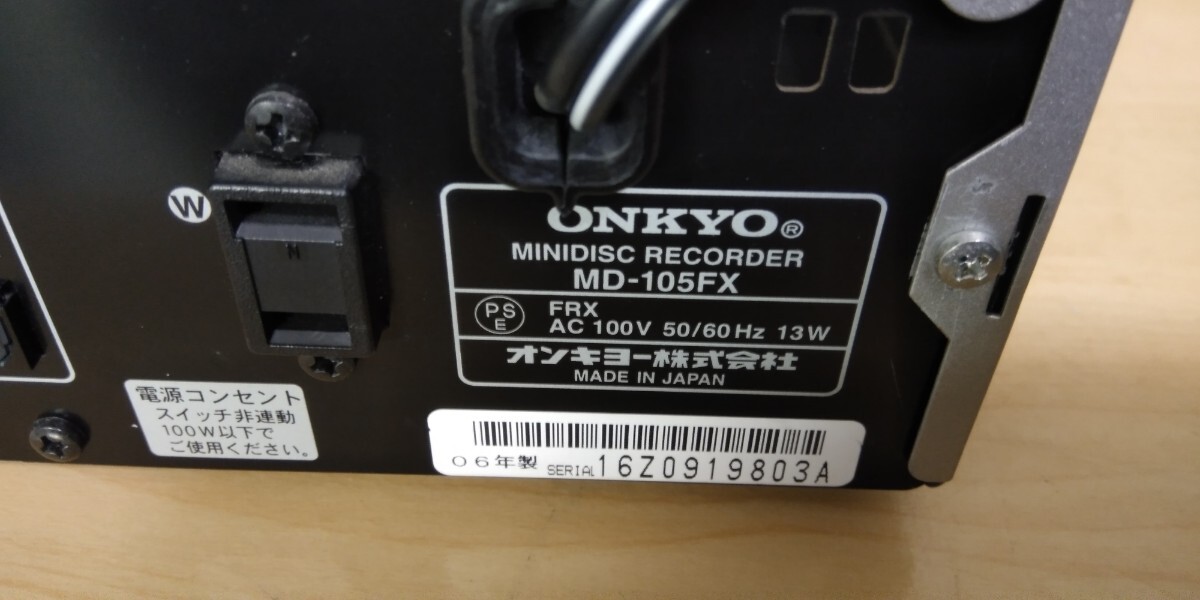 W
N
ONKYO®
MINIDISC RECORDER
MD-105FX
PS
E
FRX
AC 100V 50/60Hz 13W
オンキヨー株式会社
MADE IN JAPAN
電源コンセント
スイッチ非連動
100W以下で
ご使用ください。
06年製 SERIAL 16Z0919803A